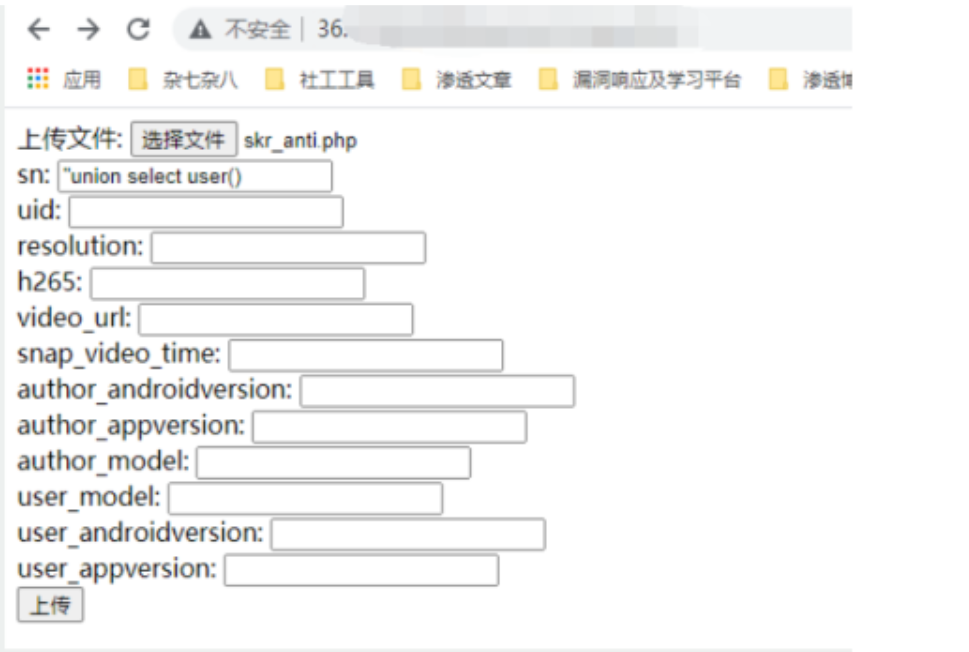 不安全 | 36.
应用 杂七杂八 社工工具 渗透文章 漏洞响应及学习平台 渗透
上传文件: 选择文件 skr_anti.php
sn: "union select user()
uid:
resolution:
h265:
video_url:
snap_video_time:
author_androidversion:
author_appversion:
author_model:
user_model:
user_androidversion:
user_appversion:
上传